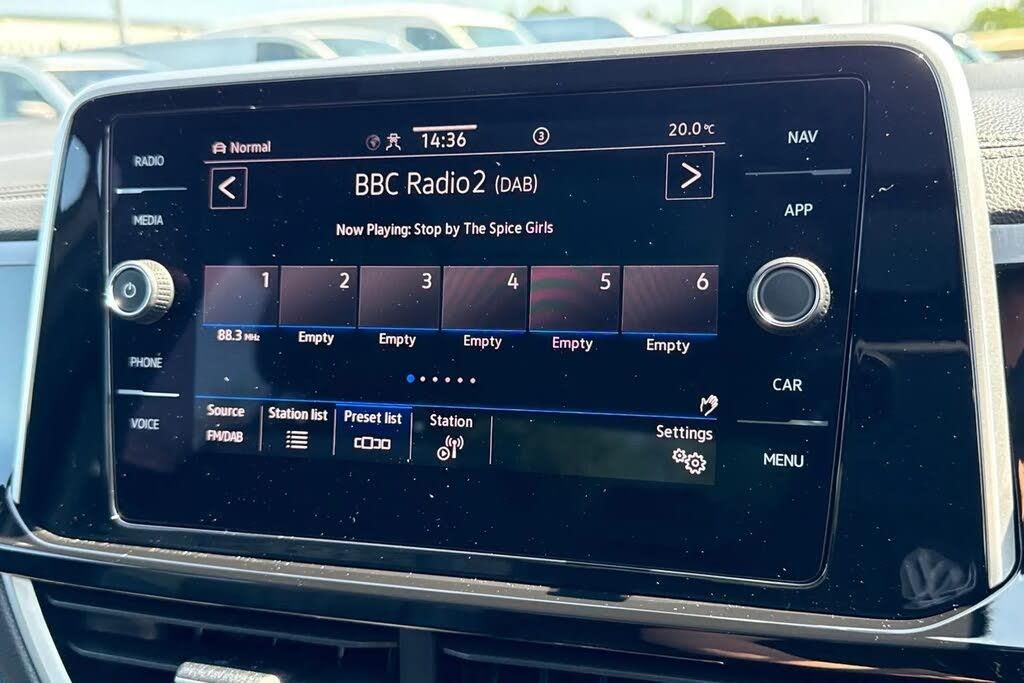 Normal
14:36
3
20.0°C
RADIO
MEDIA
PHONE
VOICE
<
BBC Radio2 (DAB)
>
Now Playing: Stop by The Spice Girls
1 2 3 4 5 6
88.3 MHz Empty Empty Empty Empty Empty
Source Station list Preset list Station Settings
FM/DAB
NAV
APP
CAR
MENU